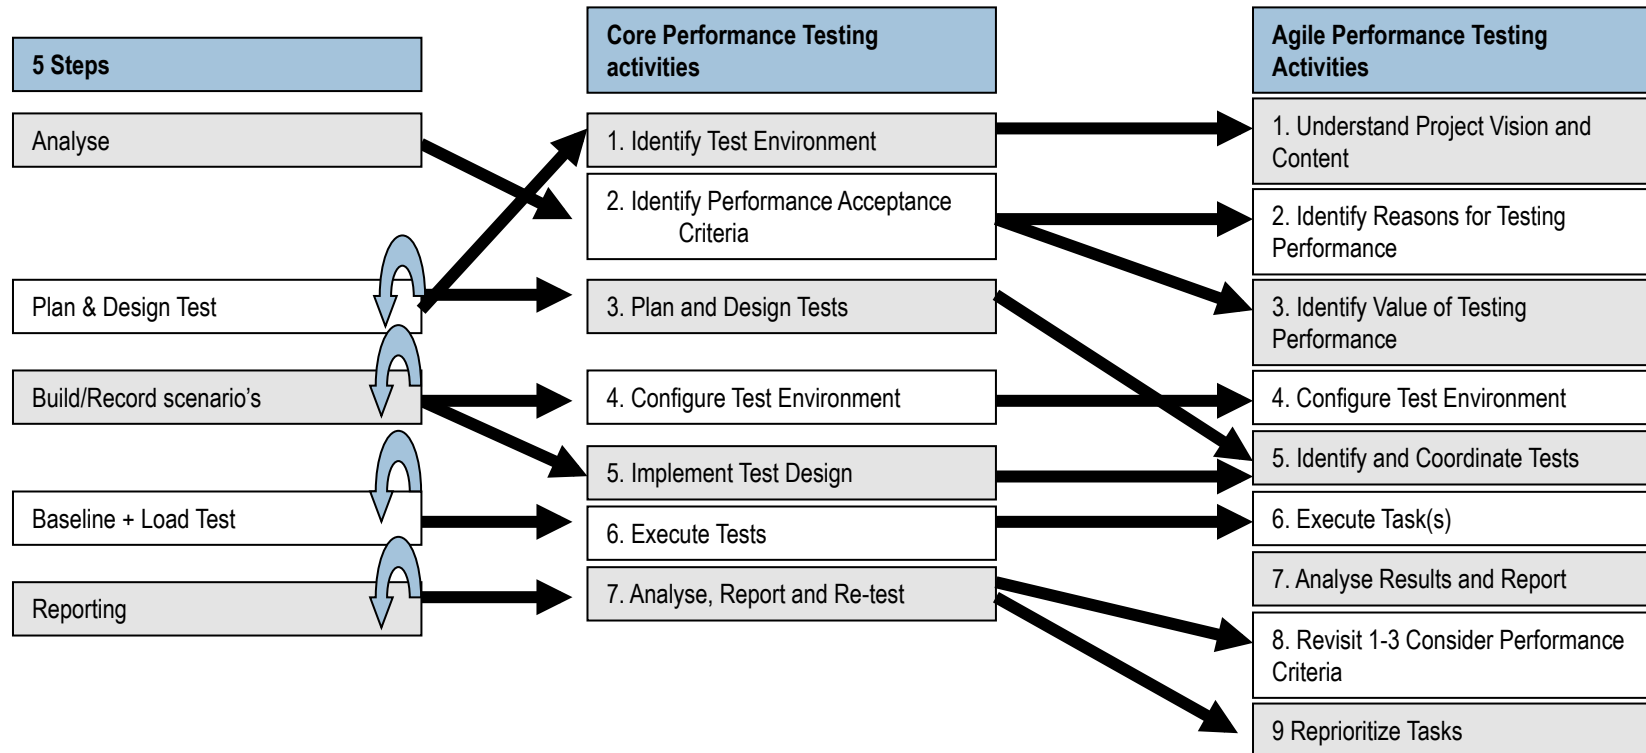 5 Steps
Analyse
Plan & Design Test
Build/Record scenario's
Baseline + Load Test
Reporting
Core Performance Testing
activities
1. Identify Test Environment
2. Identify Performance Acceptance
Criteria
3. Plan and Design Tests
4. Configure Test Environment
5. Implement Test Design
6. Execute Tests
7. Analyse, Report and Re-test
Agile Performance Testing
Activities
1. Understand Project Vision and
Content
2. Identify Reasons for Testing
Performance
3. Identify Value of Testing
Performance
4. Configure Test Environment
5. Identify and Coordinate Tests
6. Execute Task(s)
7. Analyse Results and Report
8. Revisit 1-3 Consider Performance
Criteria
9 Reprioritize Tasks